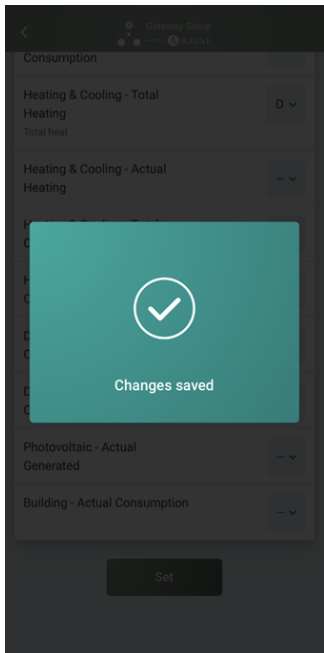 Gateway Setup
AIRZONE
Consumption
Heating & Cooling - Total
Heating
D
Total heat
Heating & Cooling - Actual
Heating
--
Changes saved
Photovoltaic - Actual
Generated
--
Building - Actual Consumption
--
Set